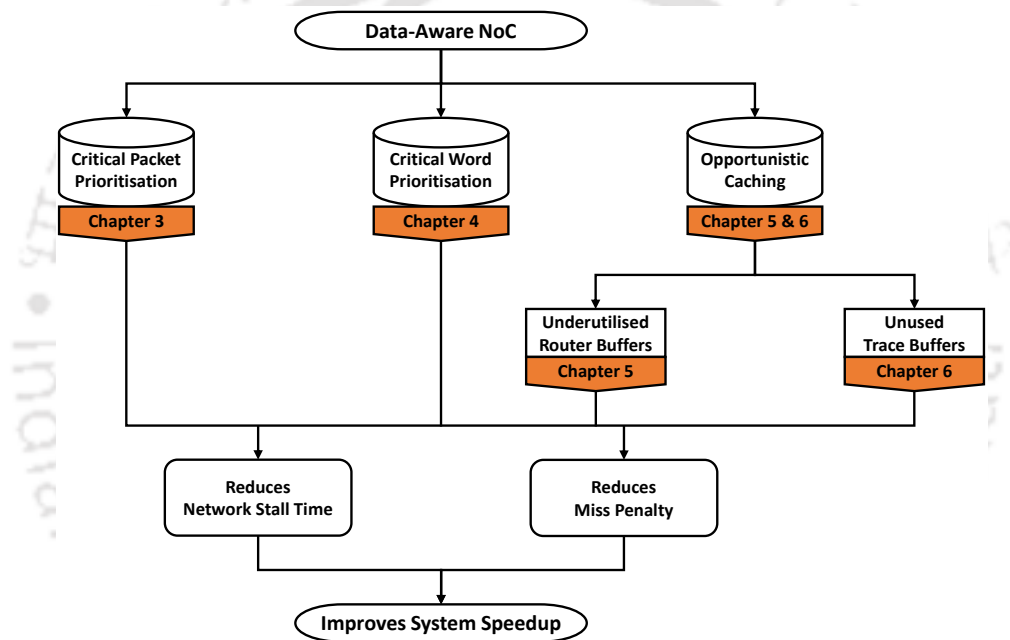 Data-Aware NoC
Critical Packet
Prioritisation
Chapter 3
Critical Word
Prioritisation
Chapter 4
Opportunistic
Caching
Chapter 5 & 6
Underutilised
Router Buffers
Chapter 5
Unused
Trace Buffers
Chapter 6
Reduces
Network Stall Time
Reduces
Miss Penalty
Improves System Speedup